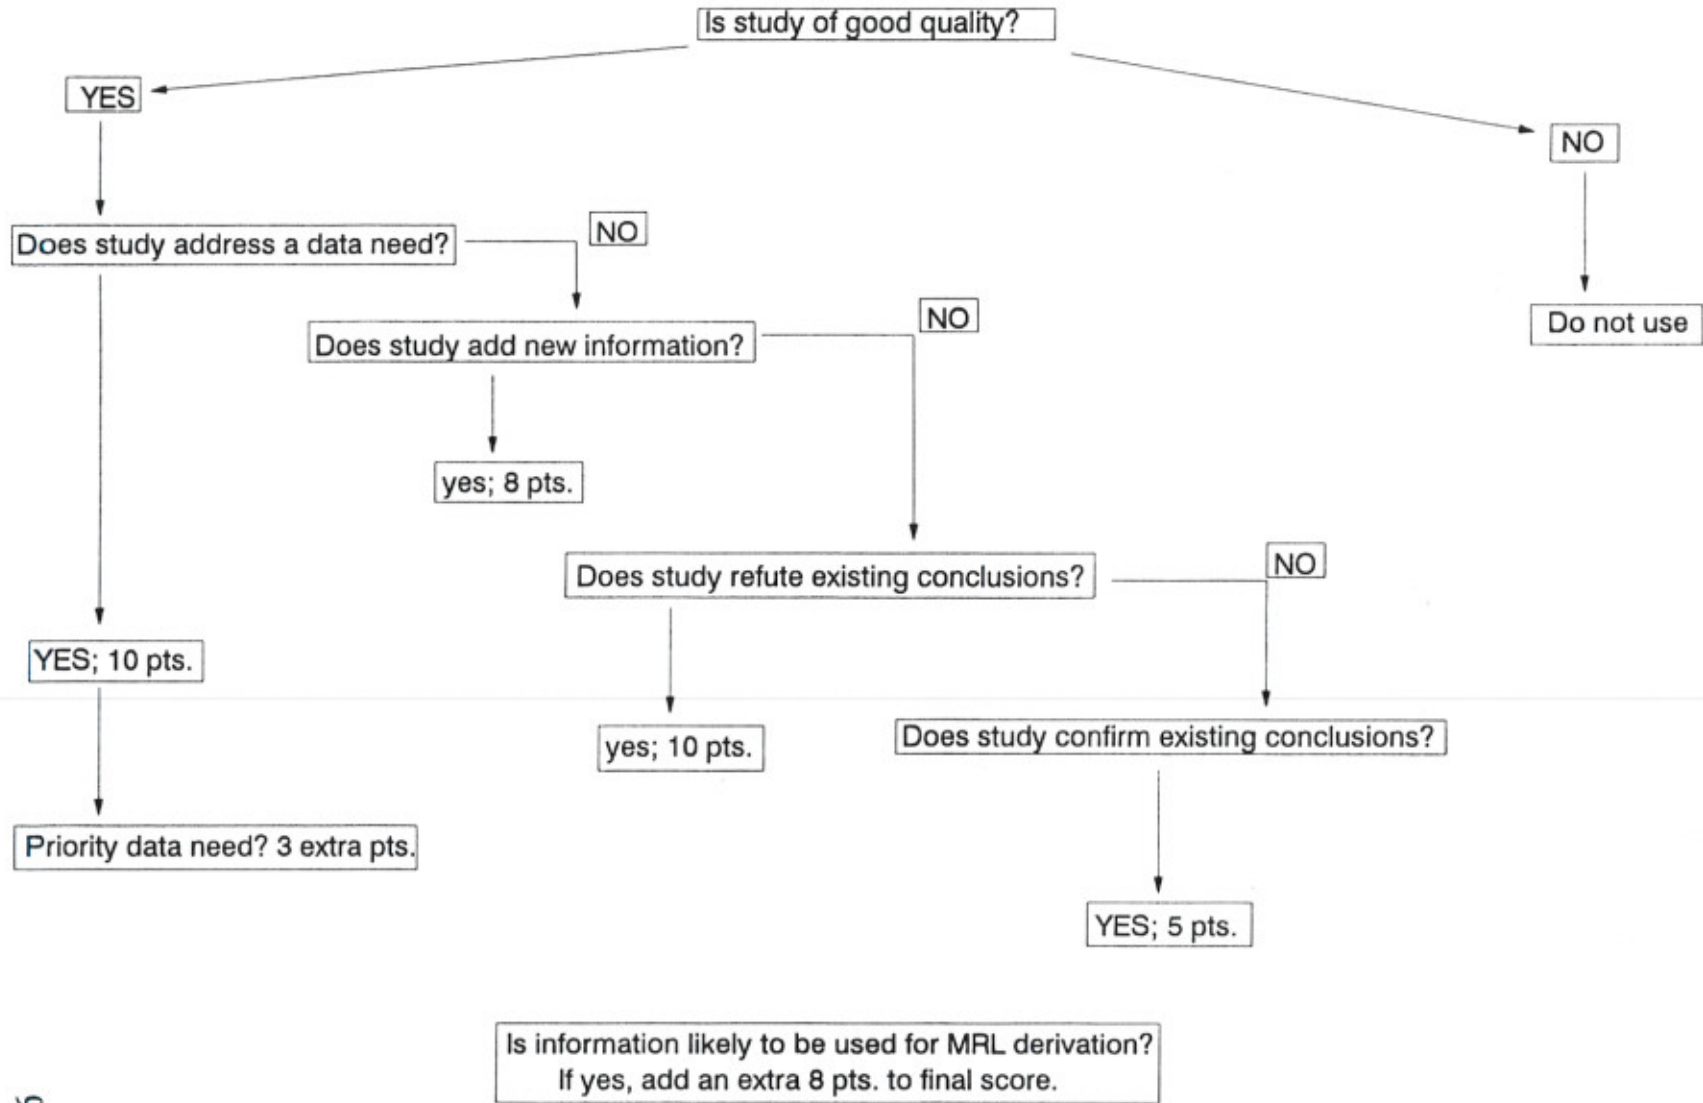 Is study of good quality?
YES
NO
Does study address a data need?
NO
Does study add new information?
NO
Do not use
yes; 8 pts.
Does study refute existing conclusions?
NO
YES; 10 pts.
yes; 10 pts.
Does study confirm existing conclusions?
Priority data need? 3 extra pts.
YES; 5 pts.
Is information likely to be used for MRL derivation?
If yes, add an extra 8 pts. to final score.